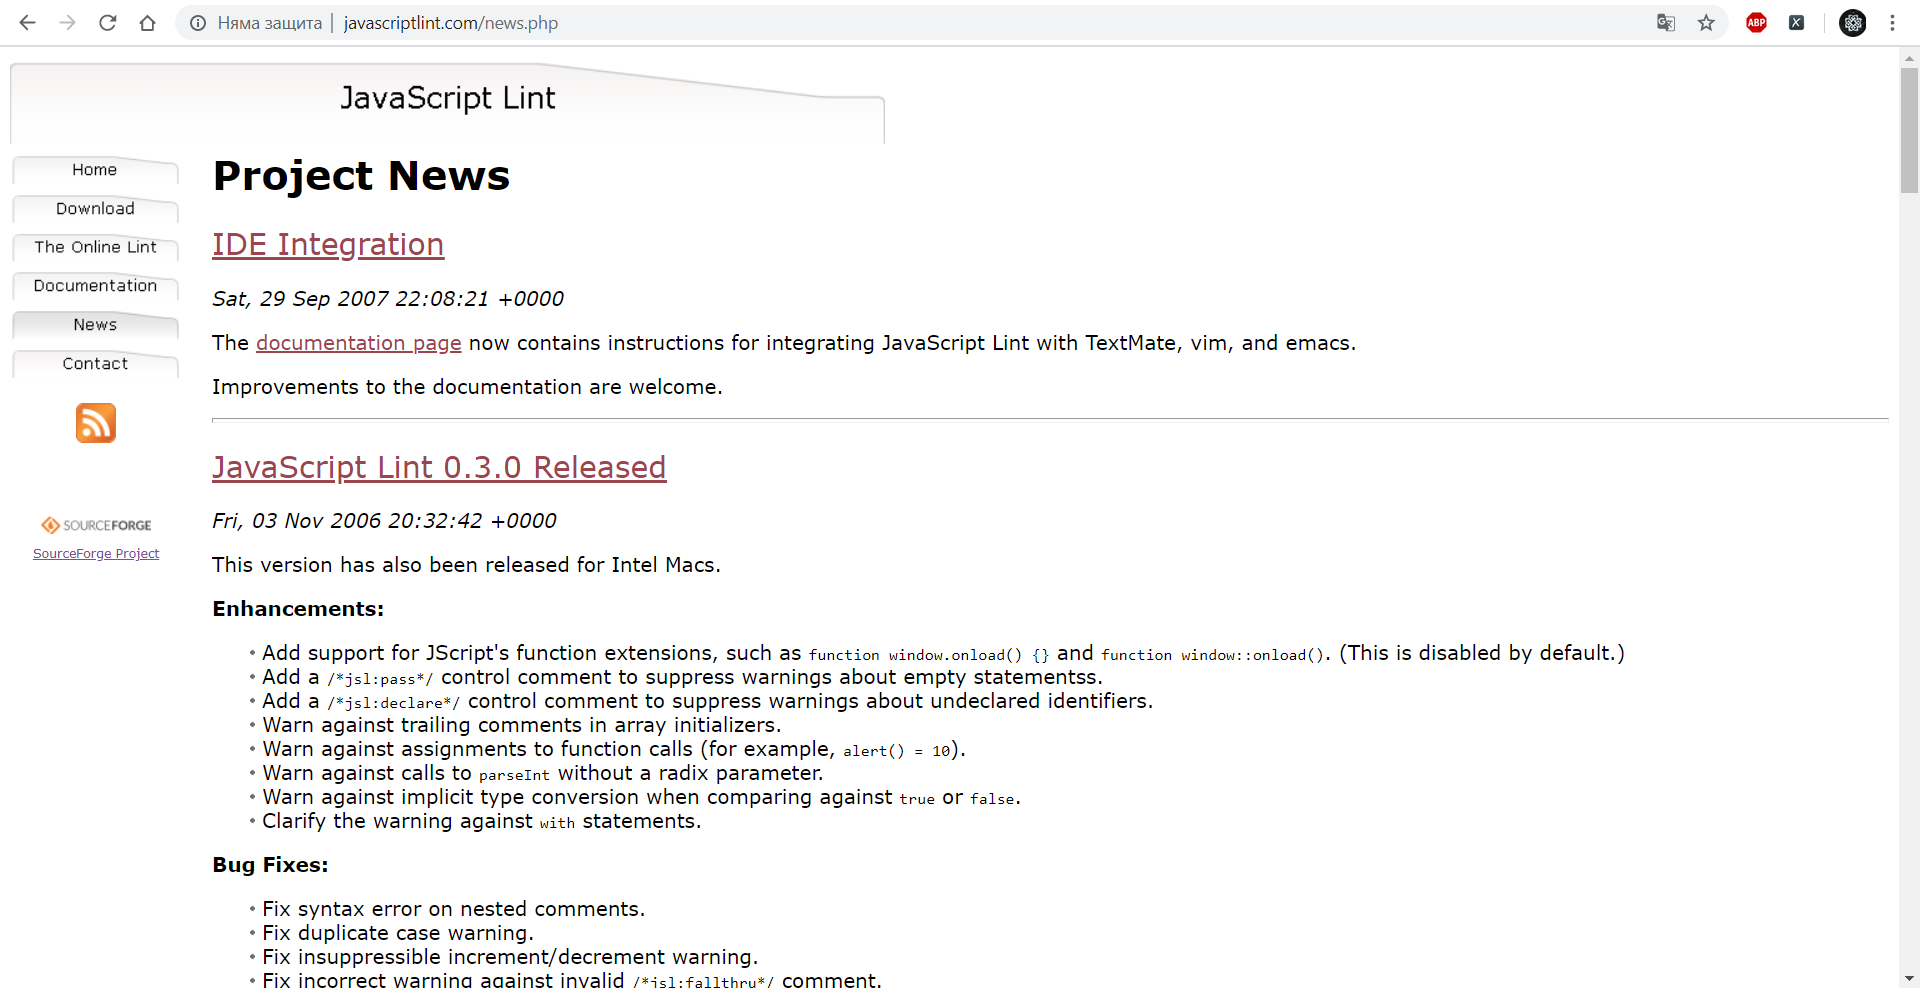 Няма защита | javascriptlint.com/news.php
ABP
X
JavaScript Lint
Home
Download
The Online Lint
Documentation
News
Contact
SOURCEFORGE
SourceForge Project
Project News
IDE Integration
Sat, 29 Sep 2007 22:08:21 +0000
The documentation page now contains instructions for integrating JavaScript Lint with TextMate, vim, and emacs.
Improvements to the documentation are welcome.
JavaScript Lint 0.3.0 Released
Fri, 03 Nov 2006 20:32:42 +0000
This version has also been released for Intel Macs.
Enhancements:
• Add support for JScript's function extensions, such as function window.onload() {} and function window::onload(). (This is disabled by default.)
• Add a /*jsl:pass*/ control comment to suppress warnings about empty statementss.
• Add a /*jsl:declare*/ control comment to suppress warnings about undeclared identifiers.
• Warn against trailing comments in array initializers.
• Warn against assignments to function calls (for example, alert() = 10).
• Warn against calls to parseInt without a radix parameter.
• Warn against implicit type conversion when comparing against true or false.
• Clarify the warning against with statements.
Bug Fixes:
• Fix syntax error on nested comments.
• Fix duplicate case warning.
• Fix insuppressible increment/decrement warning.
• Fix incorrect warning against invalid /*jsl:fallthru*/ comment.